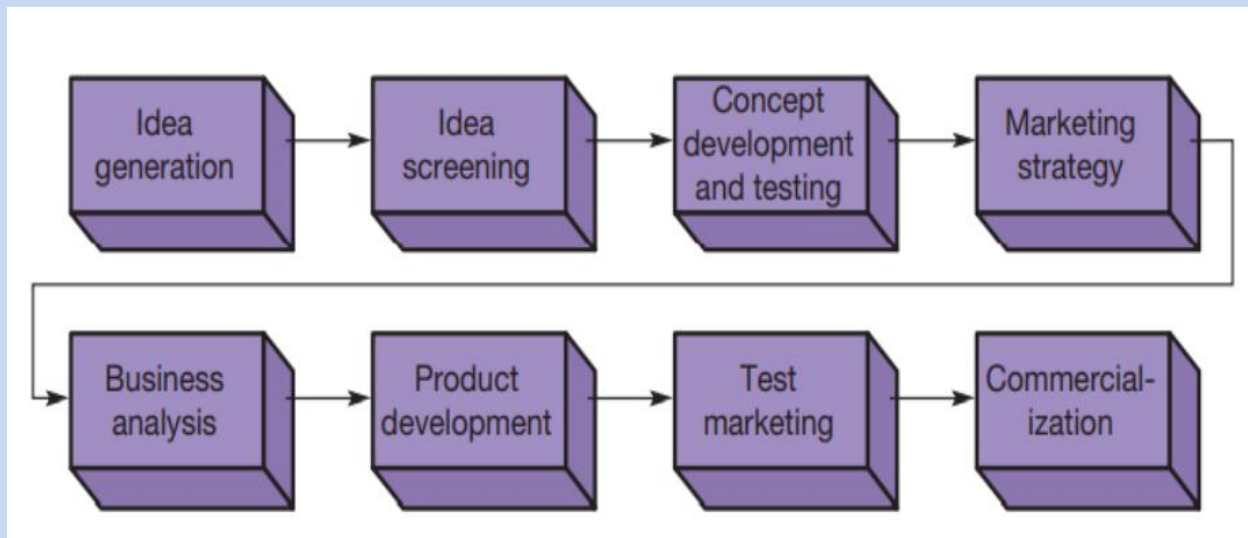 Idea
generation
Idea
screening
Concept
development
and testing
Marketing
strategy
Business
analysis
Product
development
Test
marketing
Commercial-
ization